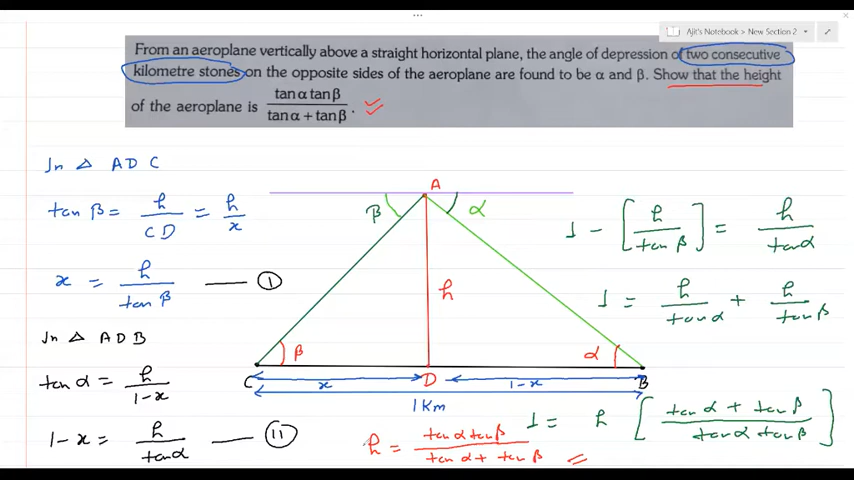 Ajit's Notebook > New Section 2
From an aeroplane vertically above a straight horizontal plane, the angle of depression of two consecutive
kilometre stones on the opposite sides of the aeroplane are found to be α and β. Show that the height
of the aeroplane is tanα tanβ / tanα + tanβ .
In △ ADC
tan β = h / CD = h / x
x = h / tan β —— I
In △ ADB
tan α = h / 1-x
1-x = h / tan α —— II
A
β
α
h
β
α
C
D
B
x
1-x
1 Km
h = tan α tan β / tan α + tan β
1 - [ h / tan β ] = h / tan α
1 = h / tan α + h / tan β
1 = h [ tan α + tan β / tan α tan β ]